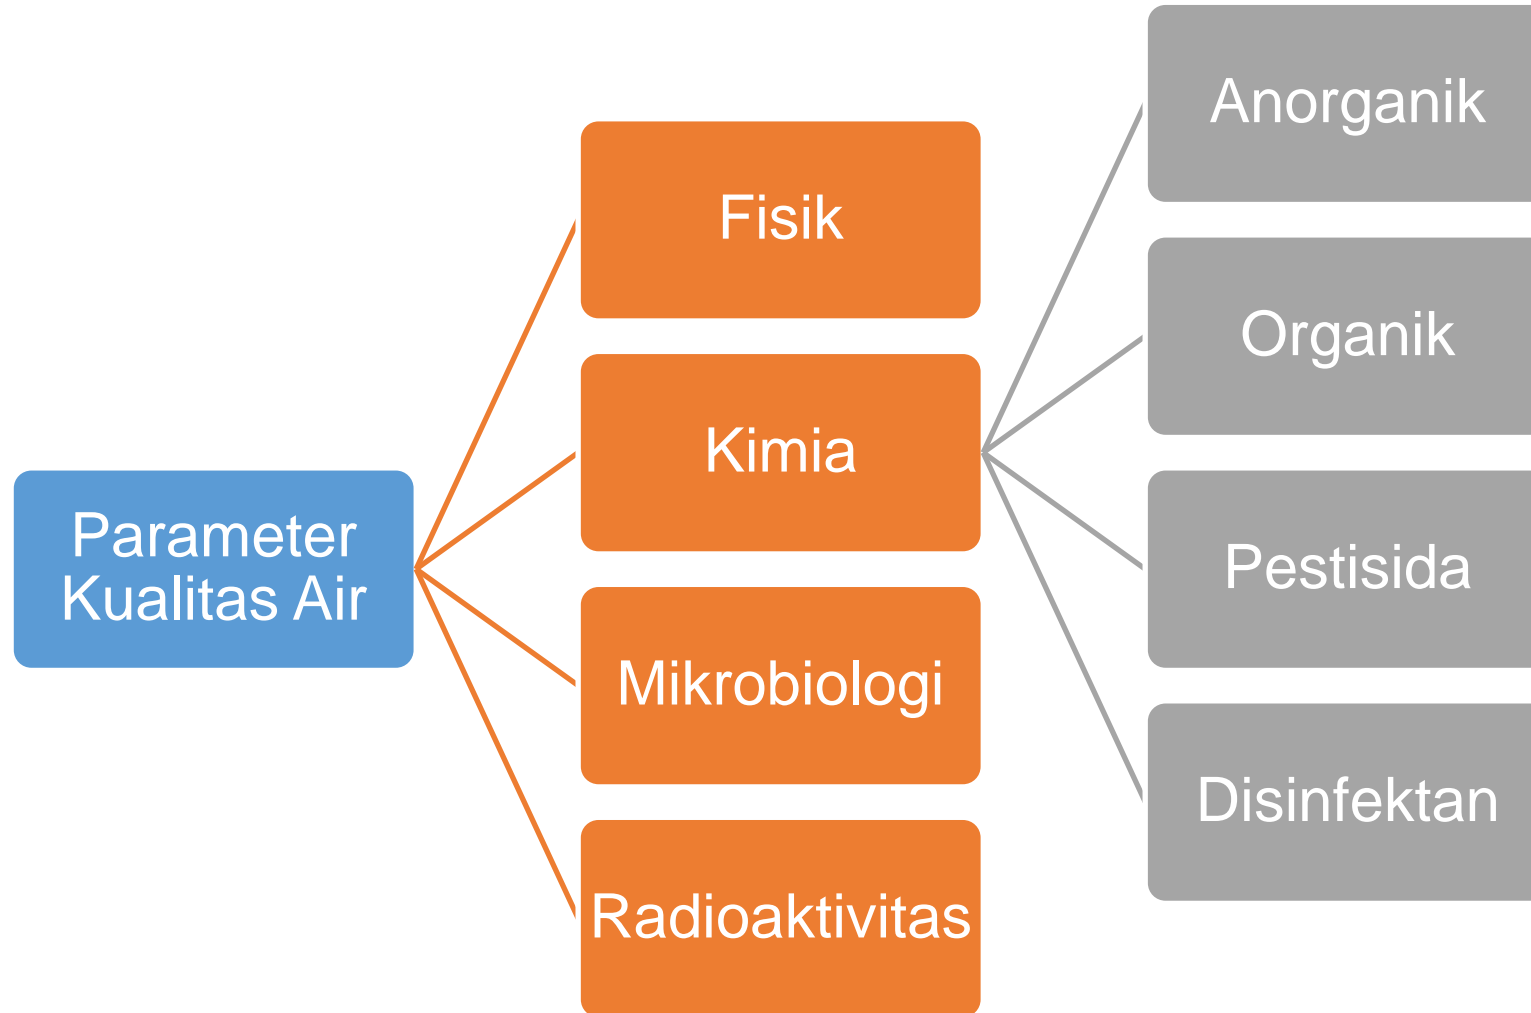 Parameter
Kualitas Air
Fisik
Kimia
Mikrobiologi
Radioaktivitas
Anorganik
Organik
Pestisida
Disinfektan